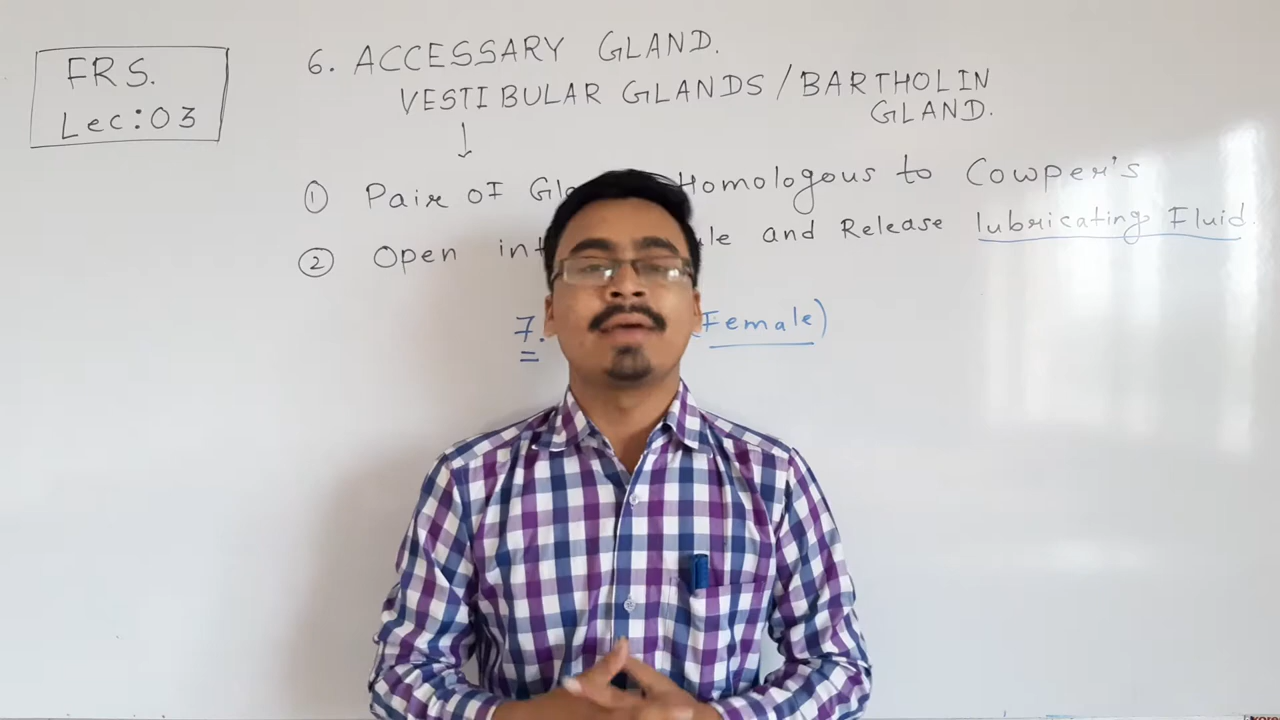 FRS.
Lec:03
6. ACCESSARY GLAND.
VESTIBULAR GLANDS / BARTHOLIN
GLAND.
① Pair of Homologous to Cowper's
② Open and Release lubricating Fluid.
7. (Female)